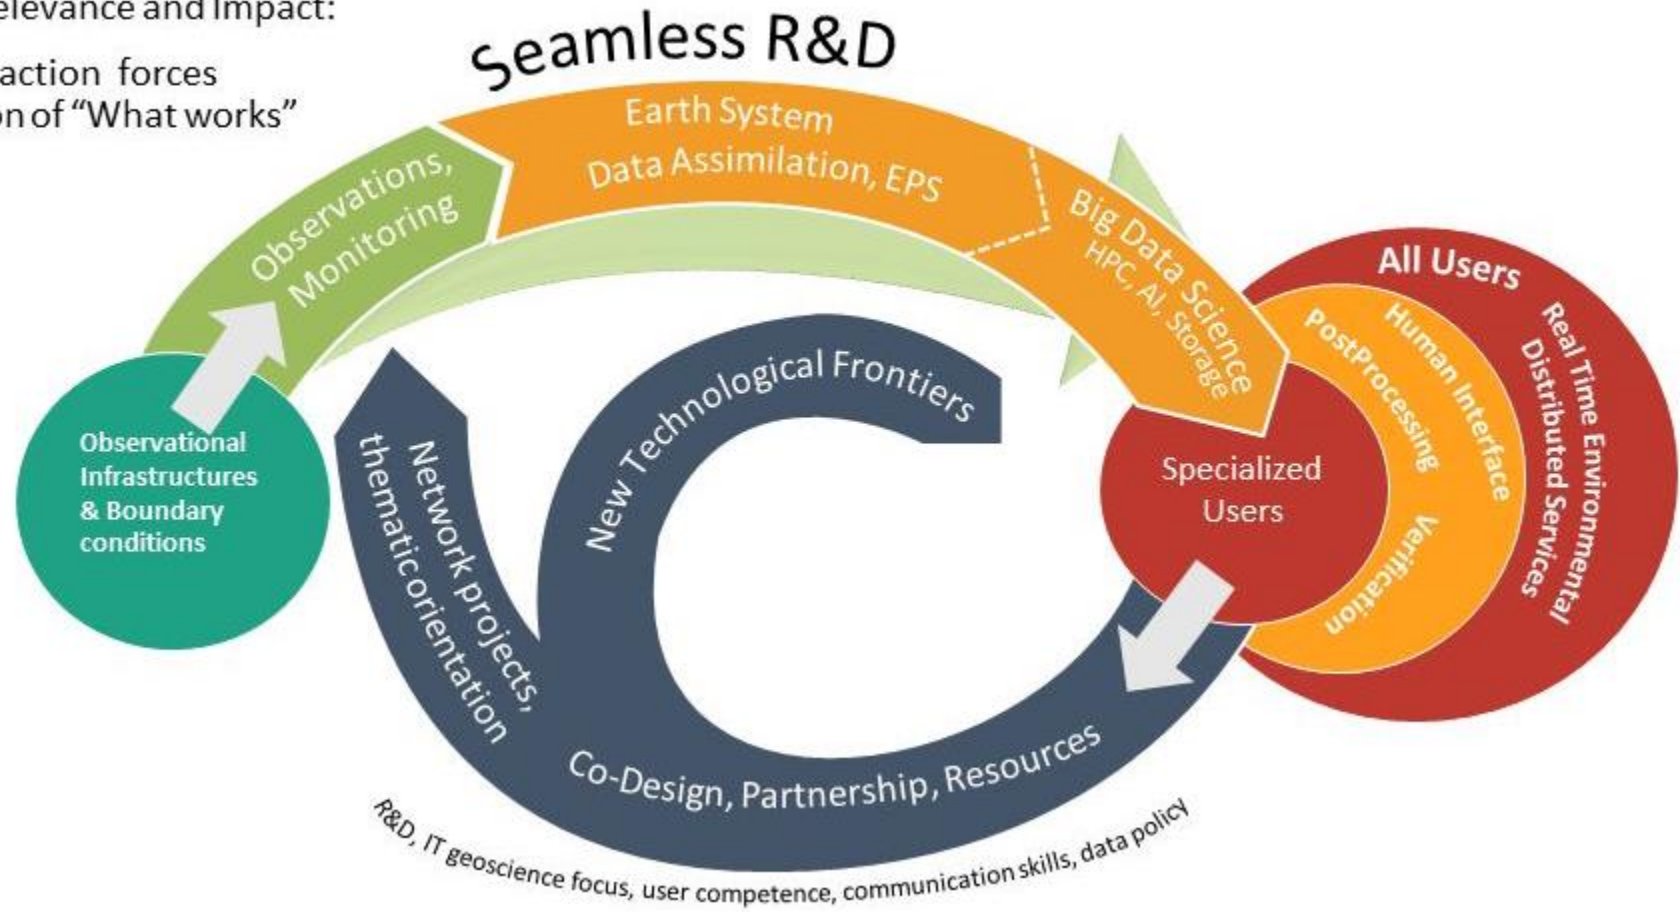 elevance and Impact:
action forces
on of “What works”
Seamless R&D
Earth System
Data Assimilation, EPS
Observations,
Monitoring
Big Data Science
HPC, AI, Storage
All Users
Real Time Environmental
Distributed Services
Human Interface
PostProcessing
Verification
Specialized
Users
Observational
Infrastructures
& Boundary
conditions
New Technological Frontiers
Network projects,
thematic orientation
Co-Design, Partnership, Resources
R&D, IT geoscience focus, user competence, communication skills, data policy